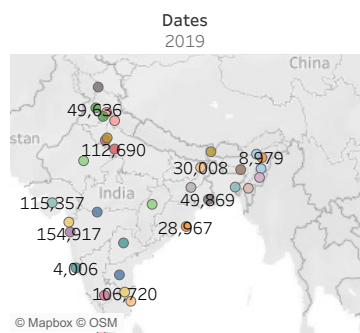 Dates
2019
China
49,636
stan
112,690
30,008
8,979
India
115,357
49,869
154,917
28,967
4,006
106,720
© Mapbox © OSM